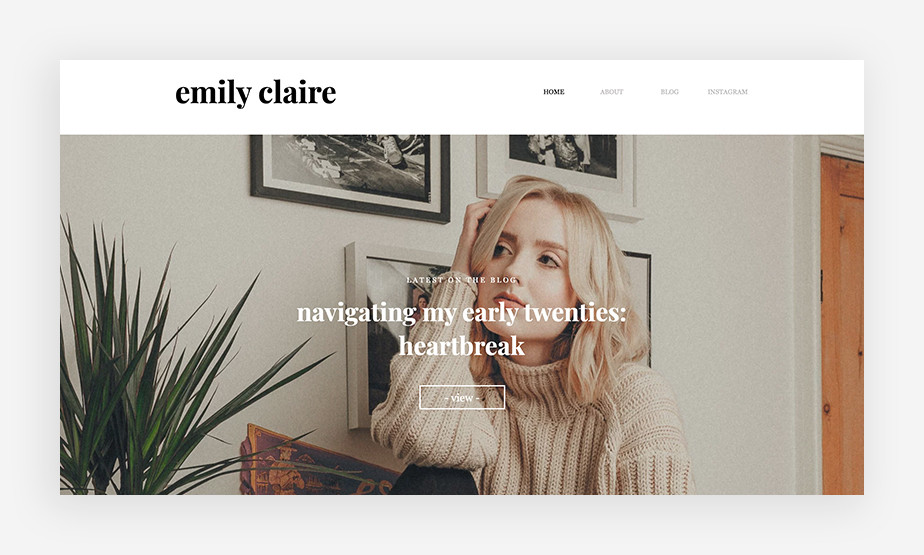 emily claire
HOME ABOUT BLOG INSTAGRAM
LATEST ON THE BLOG
navigating my early twenties:
heartbreak
- view -